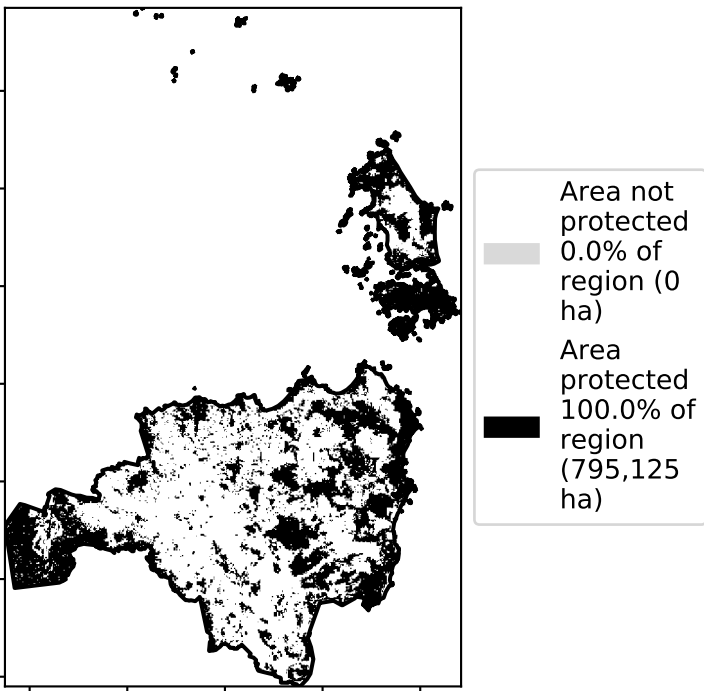 Area not
protected
0.0% of
region (0
ha)
Area
protected
100.0% of
region
(795,125
ha)